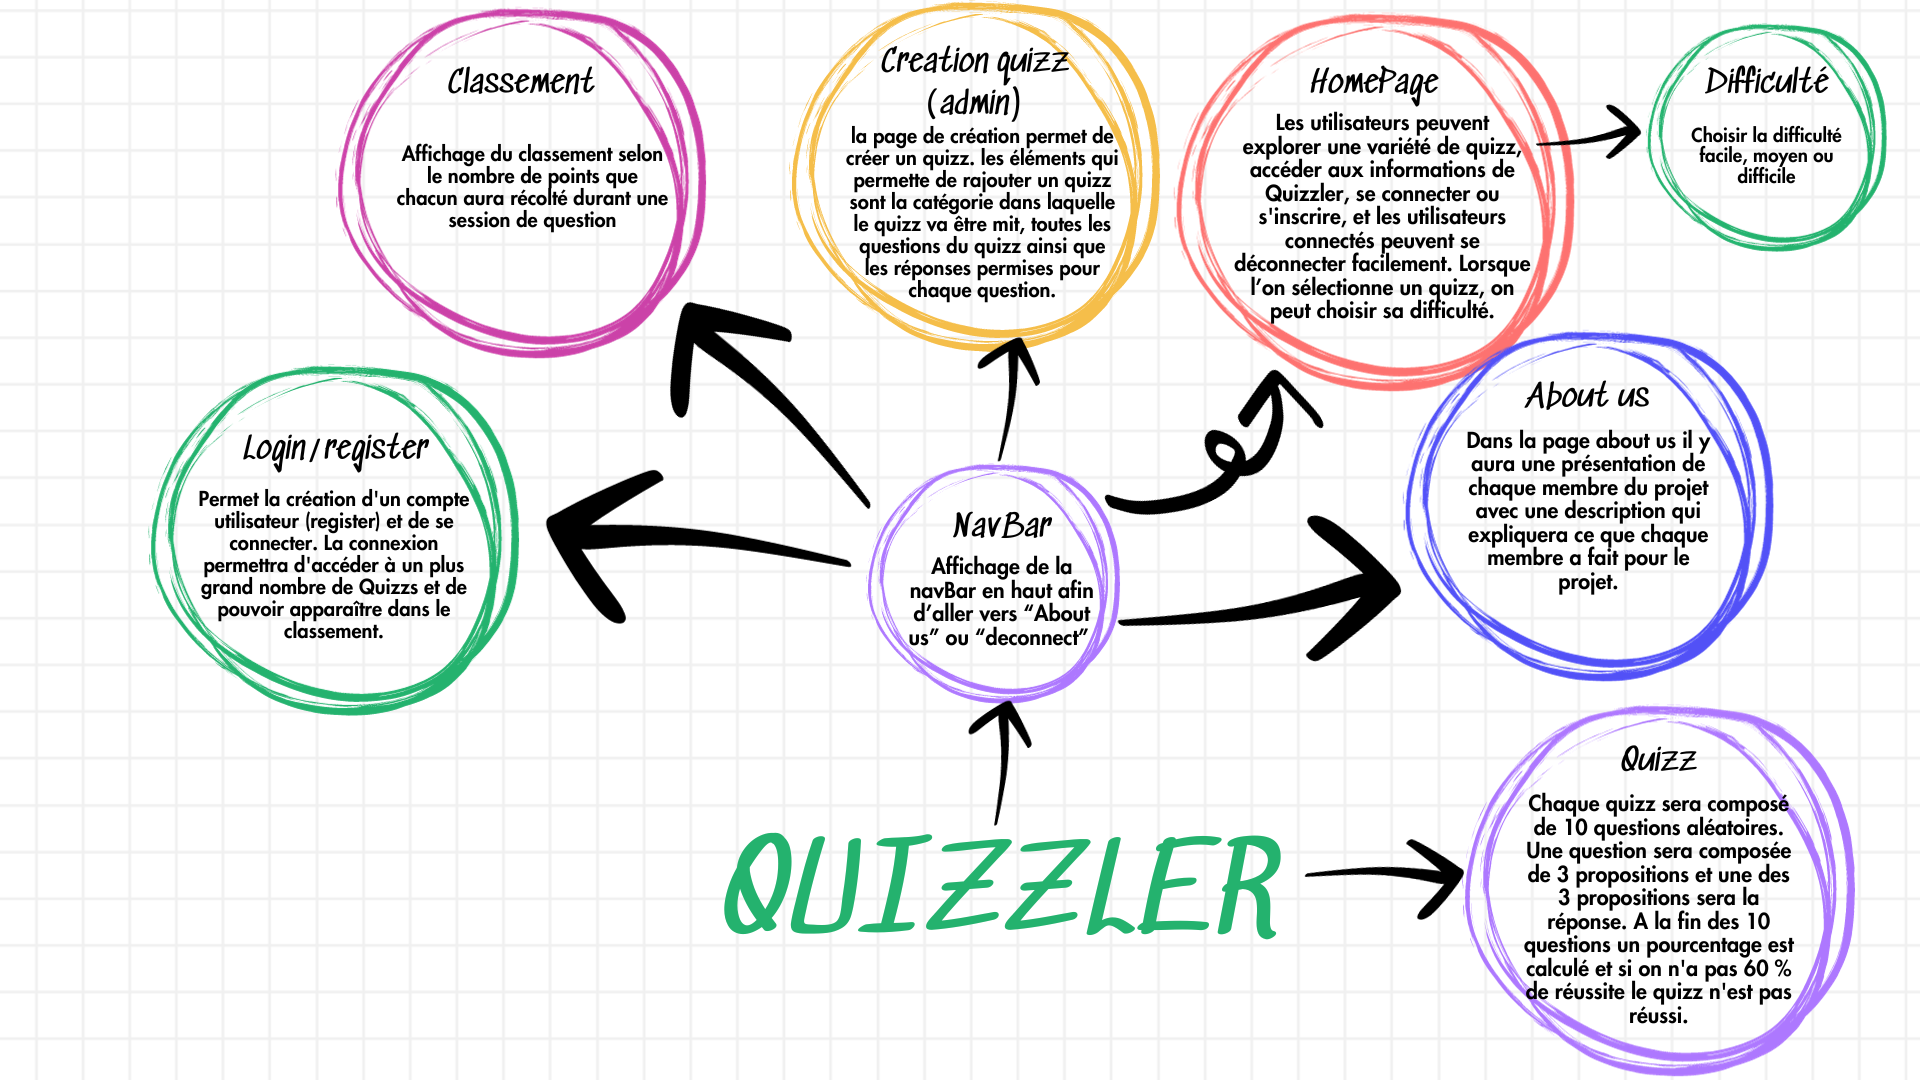 Classement
Affichage du classement selon
le nombre de points que
chacun aura récolté durant une
session de question
Creation quizz
(admin)
la page de création permet de
créer un quizz. les éléments qui
permette de rajouter un quizz
sont la catégorie dans laquelle
le quizz va être mit, toutes les
questions du quizz ainsi que
les réponses permises pour
chaque question.
HomePage
Les utilisateurs peuvent
explorer une variété de quizz,
accéder aux informations de
Quizzler, se connecter ou
s'inscrire, et les utilisateurs
connectés peuvent se
déconnecter facilement. Lorsque
l’on sélectionne un quizz, on
peut choisir sa difficulté.
Difficulté
Choisir la difficulté
facile, moyen ou
difficile
Login/register
Permet la création d'un compte
utilisateur (register) et de se
connecter. La connexion
permettra d'accéder à un plus
grand nombre de Quizzs et de
pouvoir apparaître dans le
classement.
NavBar
Affichage de la
navBar en haut afin
d’aller vers “About
us” ou “deconnect”
About us
Dans la page about us il y
aura une présentation de
chaque membre du projet
avec une description qui
expliquera ce que chaque
membre a fait pour le
projet.
QUIZZLER
Quizz
Chaque quizz sera composé
de 10 questions aléatoires.
Une question sera composée
de 3 propositions et une des
3 propositions sera la
réponse. A la fin des 10
questions un pourcentage est
calculé et si on n'a pas 60 %
de réussite le quizz n'est pas
réussi.